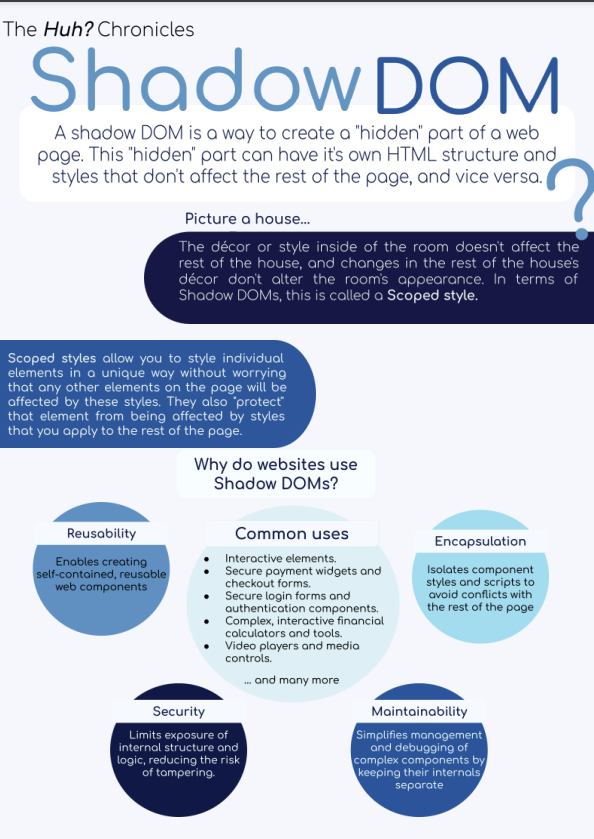 The Huh? Chronicles
Shadow DOM
A shadow DOM is a way to create a "hidden" part of a web
page. This "hidden" part can have it's own HTML structure and
styles that don't affect the rest of the page, and vice versa.
?
Picture a house...
The décor or style inside of the room doesn't affect the
rest of the house, and changes in the rest of the house's
décor don't alter the room's appearance. In terms of
Shadow DOMs, this is called a Scoped style.
Scoped styles allow you to style individual
elements in a unique way without worrying
that any other elements on the page will be
affected by these styles. They also "protect"
that element from being affected by styles
that you apply to the rest of the page.
Why do websites use
Shadow DOMs?
Reusability
Enables creating
self-contained, reusable
web components
Common uses
• Interactive elements.
• Secure payment widgets and
checkout forms.
• Secure login forms and
authentication components.
• Complex, interactive financial
calculators and tools.
• Video players and media
controls.
... and many more
Encapsulation
Isolates component
styles and scripts to
avoid conflicts with
the rest of the page
Security
Limits exposure of
internal structure and
logic, reducing the risk
of tampering.
Maintainability
Simplifies management
and debugging of
complex components by
keeping their internals
separate